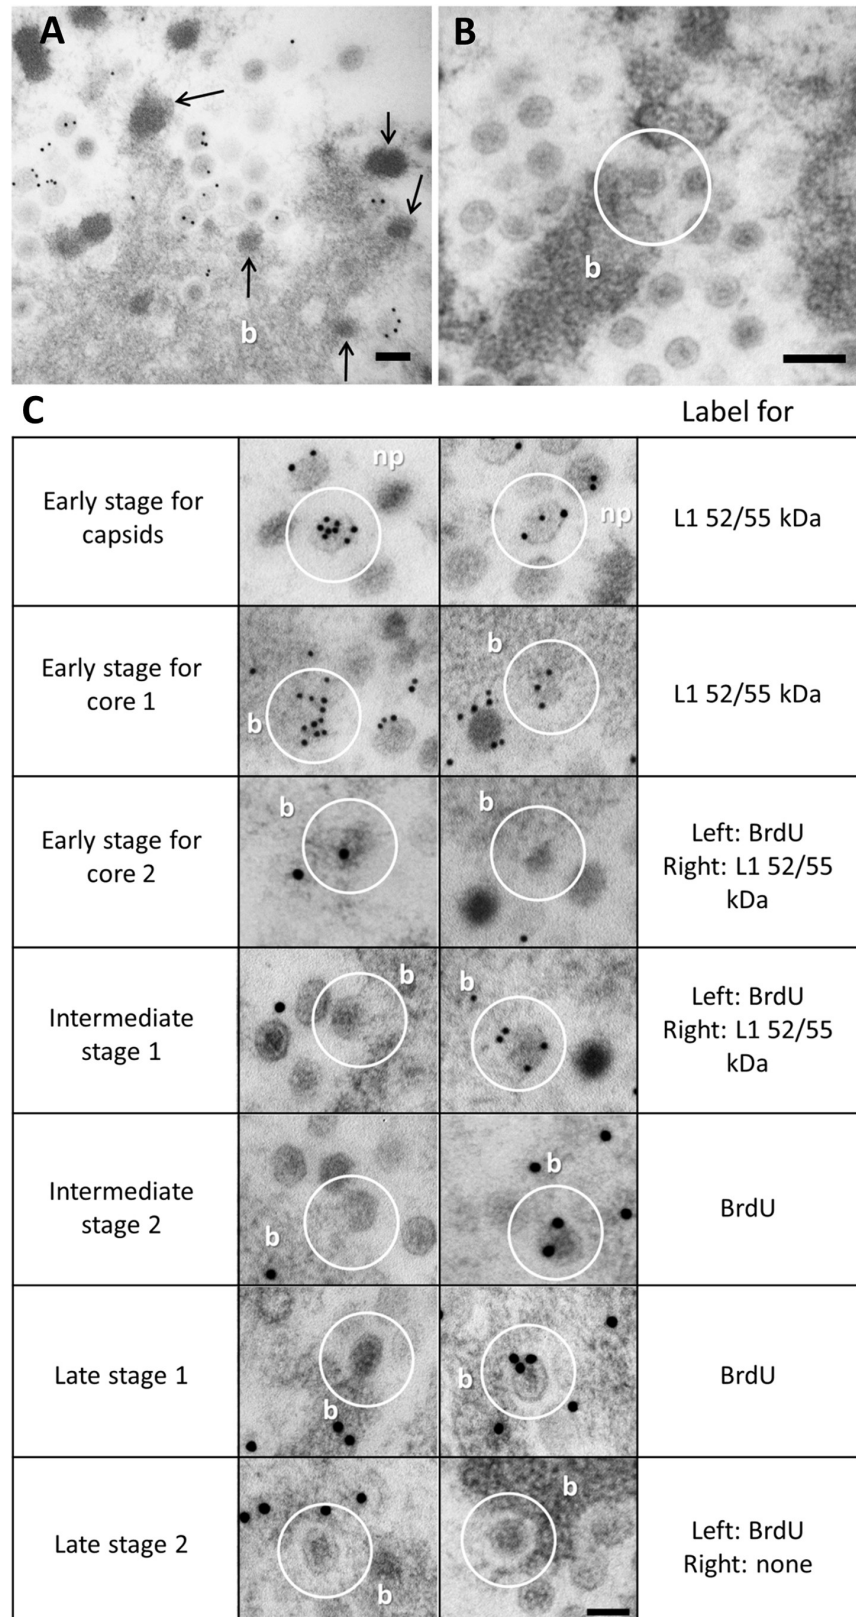 A
B
b
b
C
Label for
Early stage for
capsids
np
np
L1 52/55 kDa
Early stage for
core 1
b
b
L1 52/55 kDa
Early stage for
core 2
b
b
Left: BrdU
Right: L1 52/55
kDa
Intermediate
stage 1
b
b
Left: BrdU
Right: L1 52/55
kDa
Intermediate
stage 2
b
b
BrdU
Late stage 1
b
b
BrdU
Late stage 2
b
b
Left: BrdU
Right: none